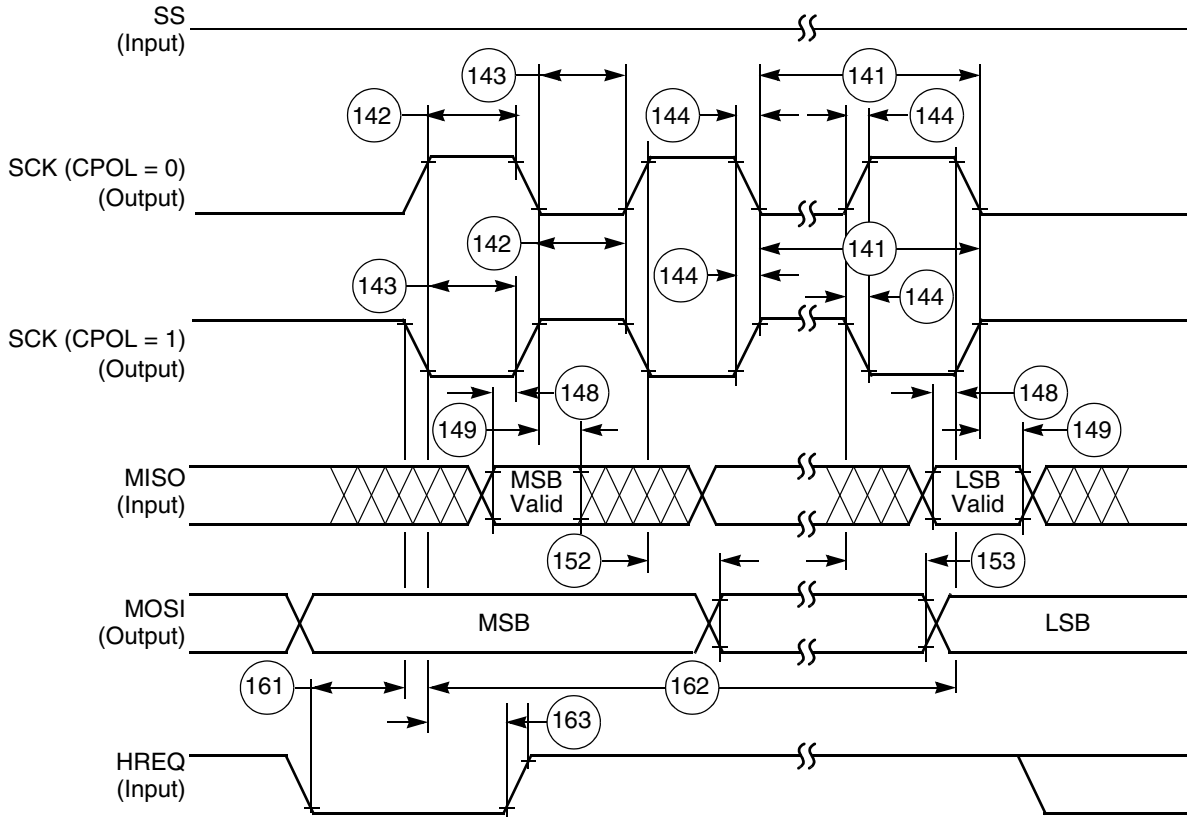 SS
(Input)
143
141
142
144
144
SCK (CPOL = 0)
(Output)
142
141
143
144
144
SCK (CPOL = 1)
(Output)
148
148
149
149
MISO
(Input)
MSB
Valid
LSB
Valid
152
153
MOSI
(Output)
MSB
LSB
161
162
163
HREQ
(Input)